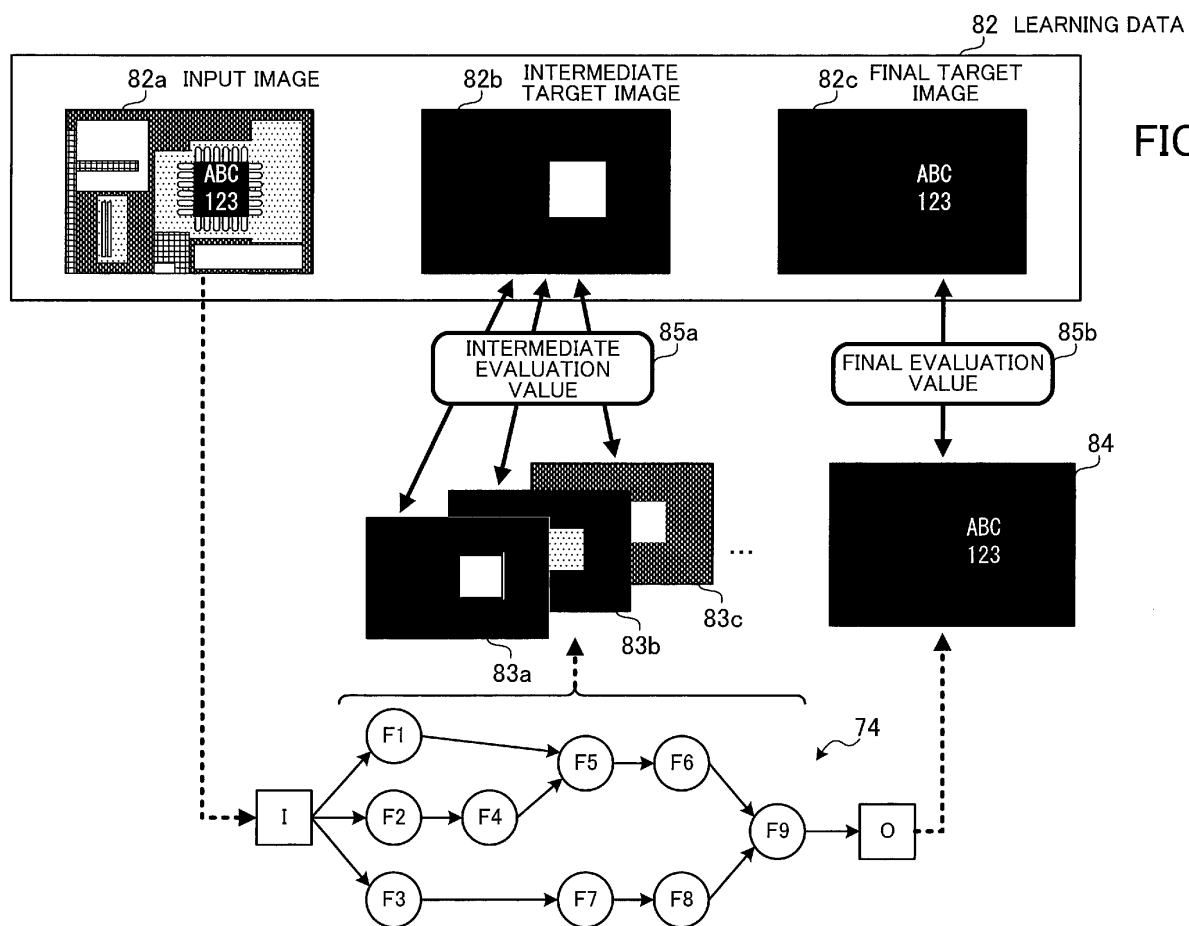 82 LEARNING DATA
82a INPUT IMAGE
82b INTERMEDIATE
TARGET IMAGE
82c FINAL TARGET
IMAGE
FIG
ABC
123
ABC
123
85a
INTERMEDIATE
EVALUATION
VALUE
85b
FINAL EVALUATION
VALUE
84
ABC
123
...
83c
83b
83a
74
F1
F5
F6
I
F2
F4
F9
O
F3
F7
F8